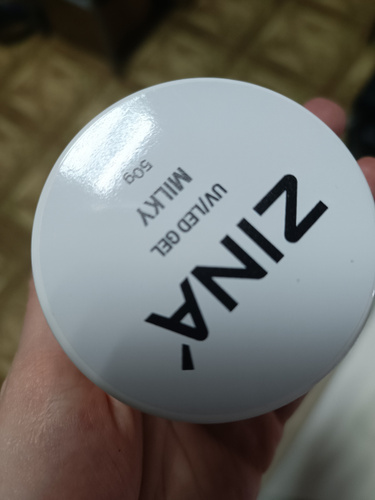 ZINA'
UV/LED GEL
MILKY
50g